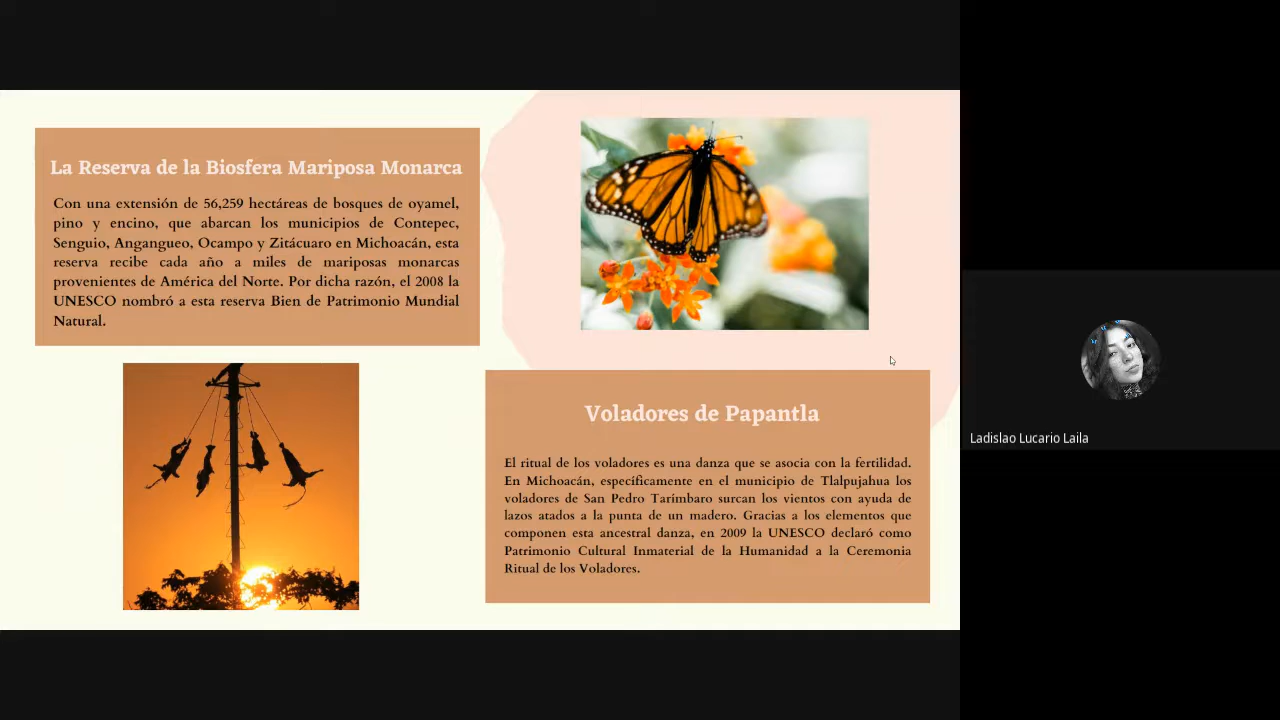 La Reserva de la Biosfera Mariposa Monarca
Con una extensión de 56,259 hectáreas de bosques de oyamel,
pino y encino, que abarcan los municipios de Contepec,
Senguio, Angangueo, Ocampo y Zitácuaro en Michoacán, esta
reserva recibe cada año a miles de mariposas monarcas
provenientes de América del Norte. Por dicha razón, el 2008 la
UNESCO nombró a esta reserva Bien de Patrimonio Mundial
Natural.
Voladores de Papantla
El ritual de los voladores es una danza que se asocia con la fertilidad.
En Michoacán, específicamente en el municipio de Tlalpujahua los
voladores de San Pedro Tarímbaro surcan los vientos con ayuda de
lazos atados a la punta de un madero. Gracias a los elementos que
componen esta ancestral danza, en 2009 la UNESCO declaró como
Patrimonio Cultural Inmaterial de la Humanidad a la Ceremonia
Ritual de los Voladores.
Ladislao Lucario Laila